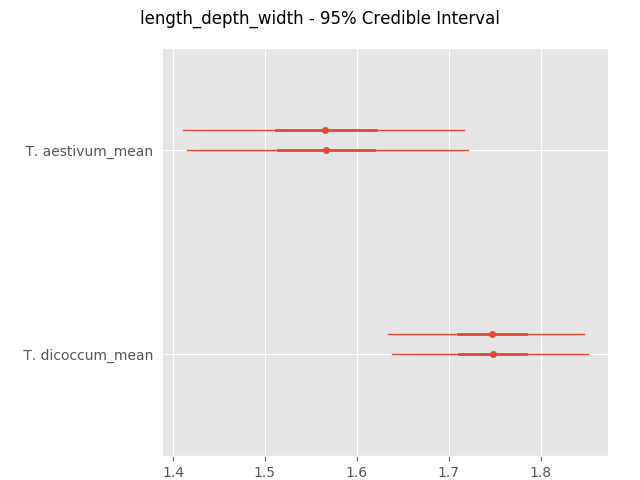 length_depth_width - 95% Credible Interval
T. aestivum_mean
T. dicoccum_mean
1.4 1.5 1.6 1.7 1.8